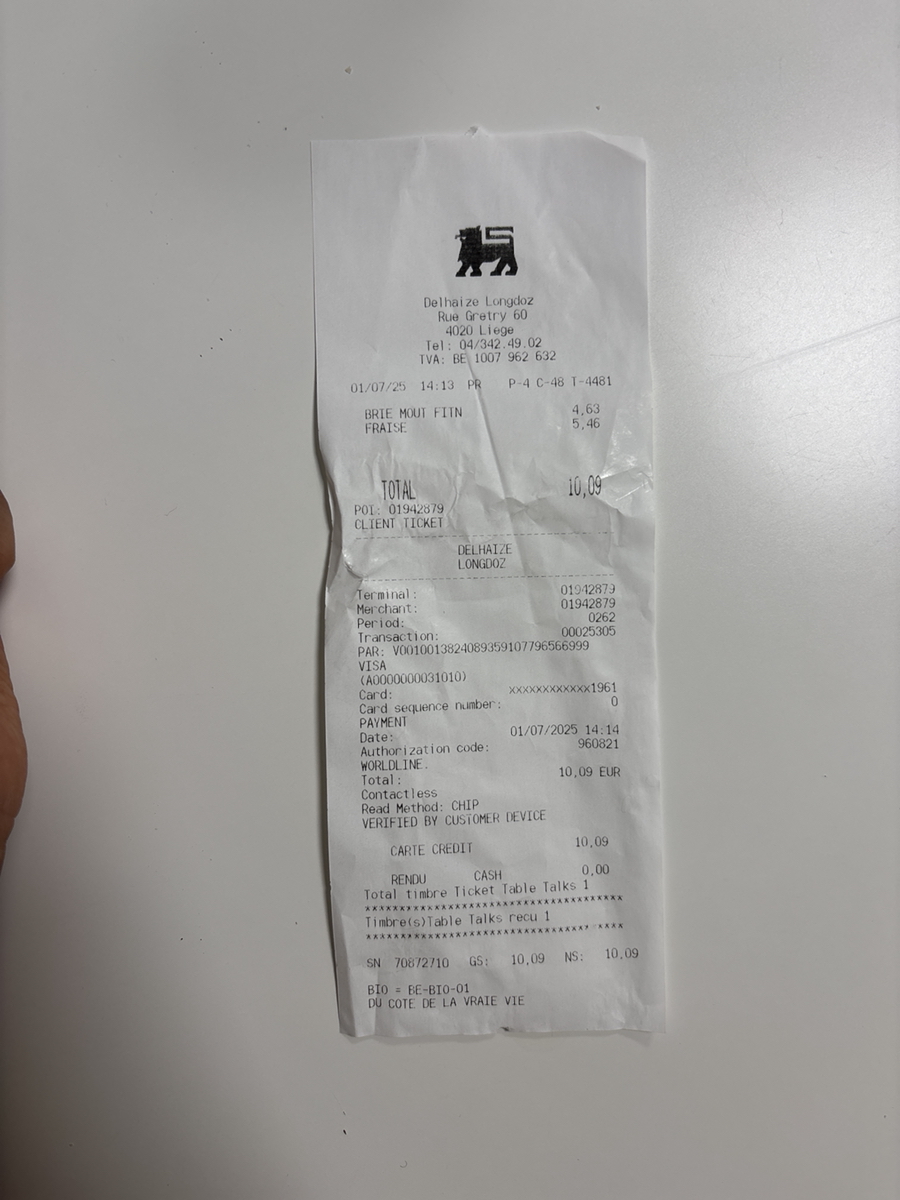 Delhaize Longdoz
Rue Gretry 60
4020 Liege
Tel: 04/342.49.02
TVA: BE 1007 962 632
01/07/25 14:13 PR P-4 C-48 T-4481
BRIE MOUT FITN 4,63
FRAISE 5,46
TOTAL 10,09
POI: 01942879
CLIENT TICKET
DELHAIZE
LONGDOZ
Terminal: 01942879
Merchant: 01942879
Period: 0262
Transaction: 00025305
PAR: V0010013824089359107796566999
VISA
(A0000000031010)
Card: xxxxxxxxxxxx1961
Card sequence number: 0
PAYMENT
Date: 01/07/2025 14:14
Authorization code: 960821
WORLDLINE.
Total: 10,09 EUR
Contactless
Read Method: CHIP
VERIFIED BY CUSTOMER DEVICE
CARTE CREDIT 10,09
RENDU CASH 0,00
Total timbre Ticket Table Talks 1
****************************************
Timbre(s)Table Talks recu 1
****************************************
SN 70872710 GS: 10,09 NS: 10,09
BIO = BE-BIO-01
DU COTE DE LA VRAIE VIE